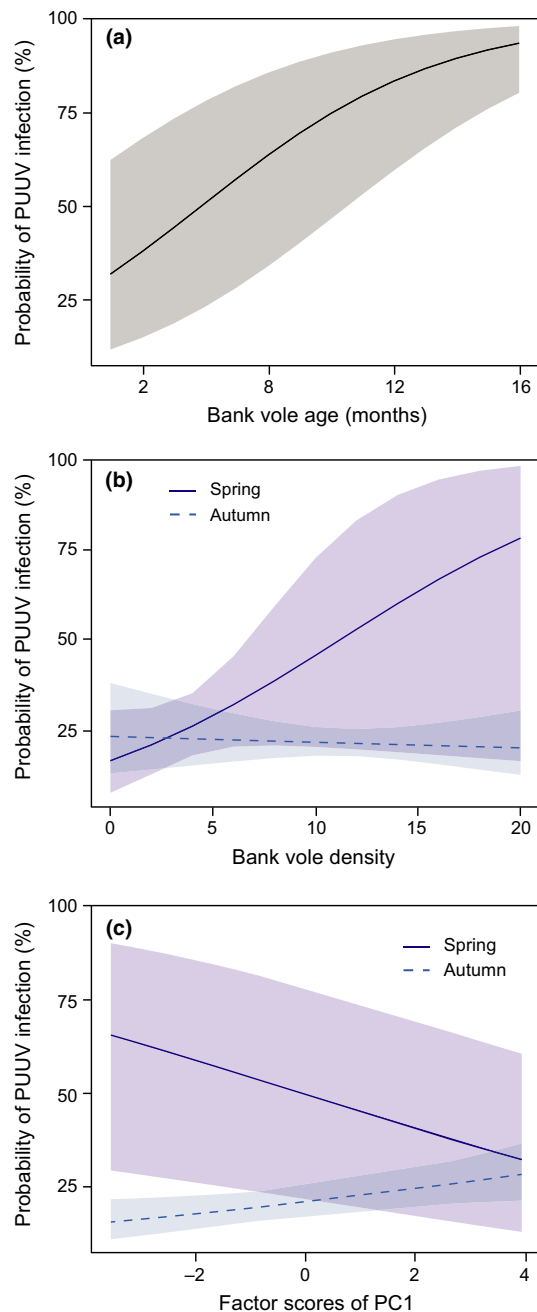 (a)
Probability of PUUV infection (%)
100
75
50
25
2
8
12
16
Bank vole age (months)
(b)
Spring
Autumn
Probability of PUUV infection (%)
100
75
50
25
0
5
10
15
20
Bank vole density
(c)
Spring
Autumn
Probability of PUUV infection (%)
100
75
50
25
−2
0
2
4
Factor scores of PC1